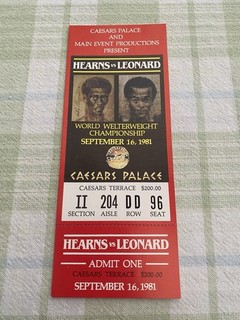 CAESARS PALACE
AND
MAIN EVENT PRODUCTIONS
PRESENT
HEARNS vs LEONARD
WORLD WELTERWEIGHT
CHAMPIONSHIP
SEPTEMBER 16, 1981
CAESARS PALACE
CAESARS TERRACE $200.00
II 204 DD 96
SECTION AISLE ROW SEAT
HEARNS vs LEONARD
ADMIT ONE
CAESARS TERRACE $200.00
SEPTEMBER 16, 1981